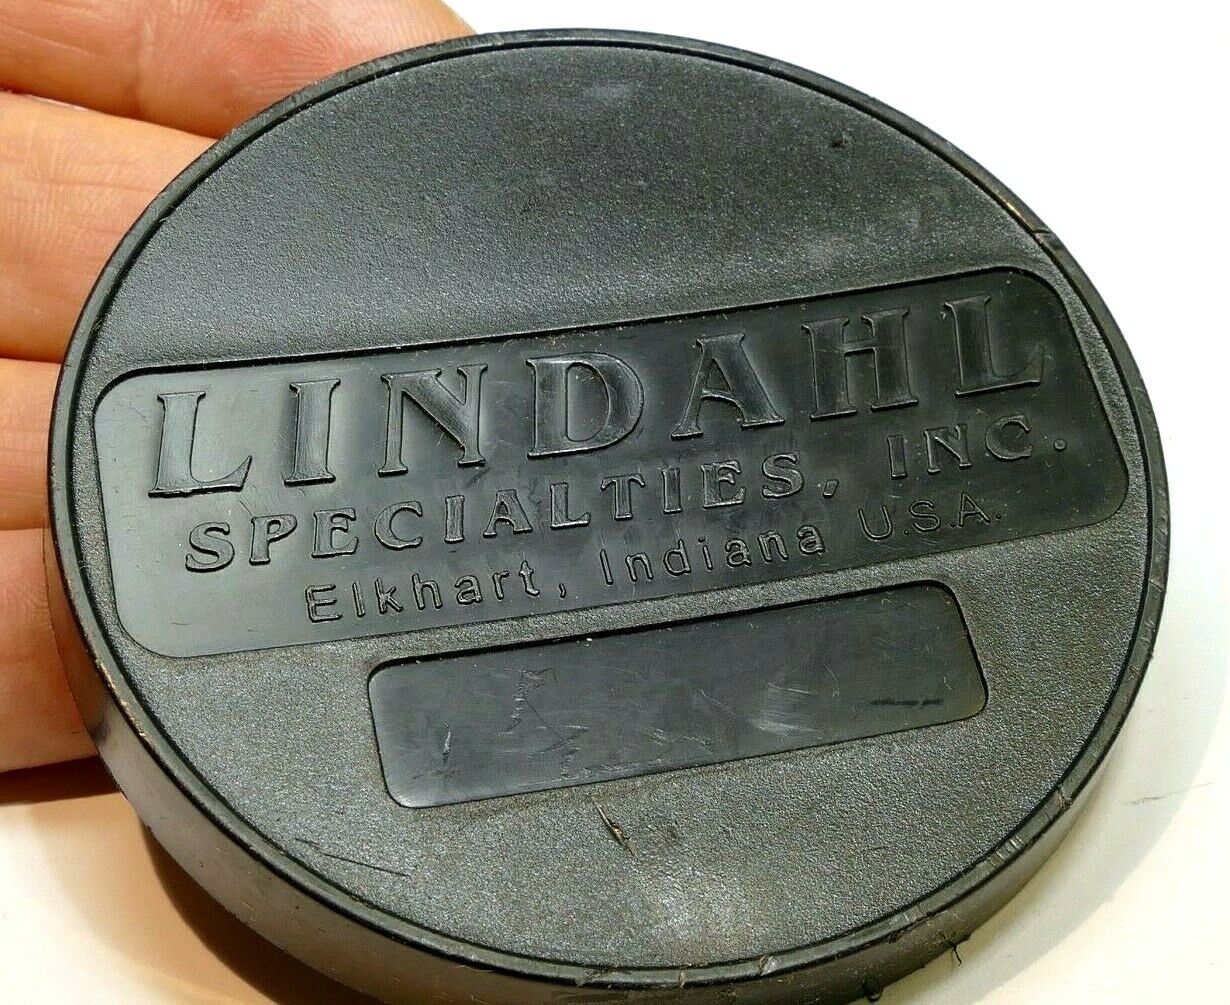 LINDAHL
SPECIALTIES, INC.
Elkhart, Indiana U.S.A.